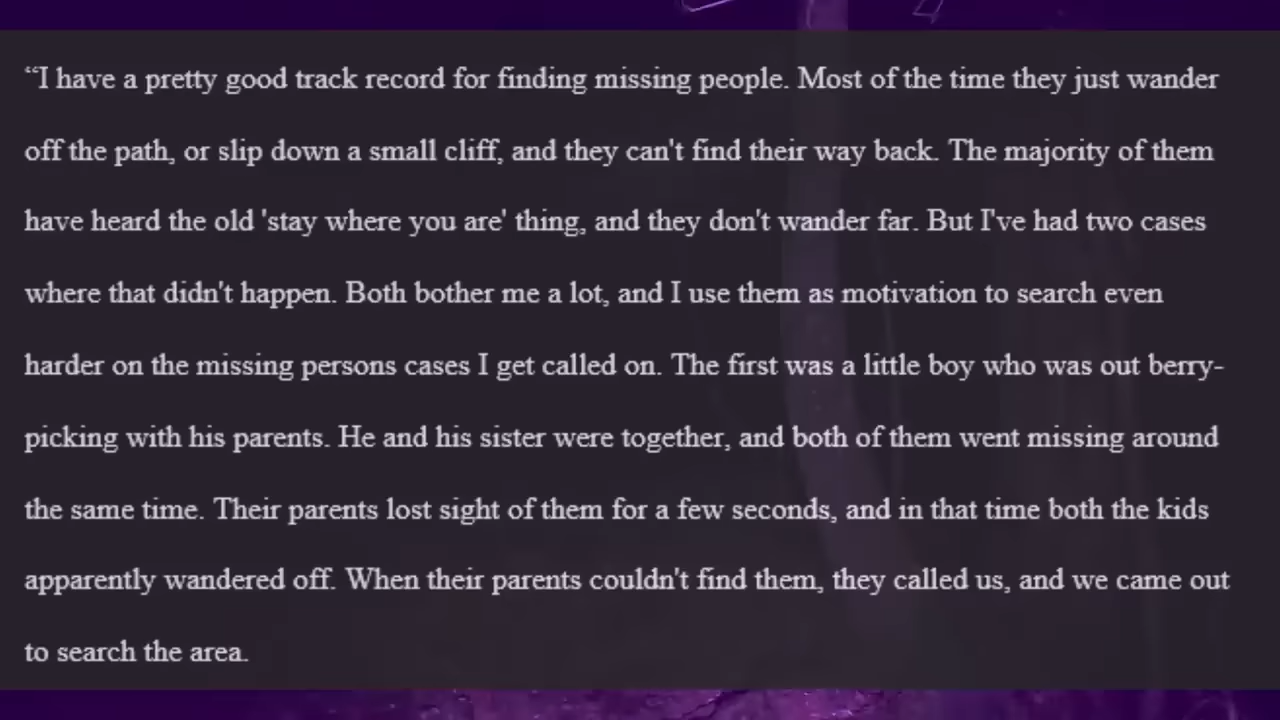 “I have a pretty good track record for finding missing people. Most of the time they just wander
off the path, or slip down a small cliff, and they can't find their way back. The majority of them
have heard the old 'stay where you are' thing, and they don't wander far. But I've had two cases
where that didn't happen. Both bother me a lot, and I use them as motivation to search even
harder on the missing persons cases I get called on. The first was a little boy who was out berry-
picking with his parents. He and his sister were together, and both of them went missing around
the same time. Their parents lost sight of them for a few seconds, and in that time both the kids
apparently wandered off. When their parents couldn't find them, they called us, and we came out
to search the area.